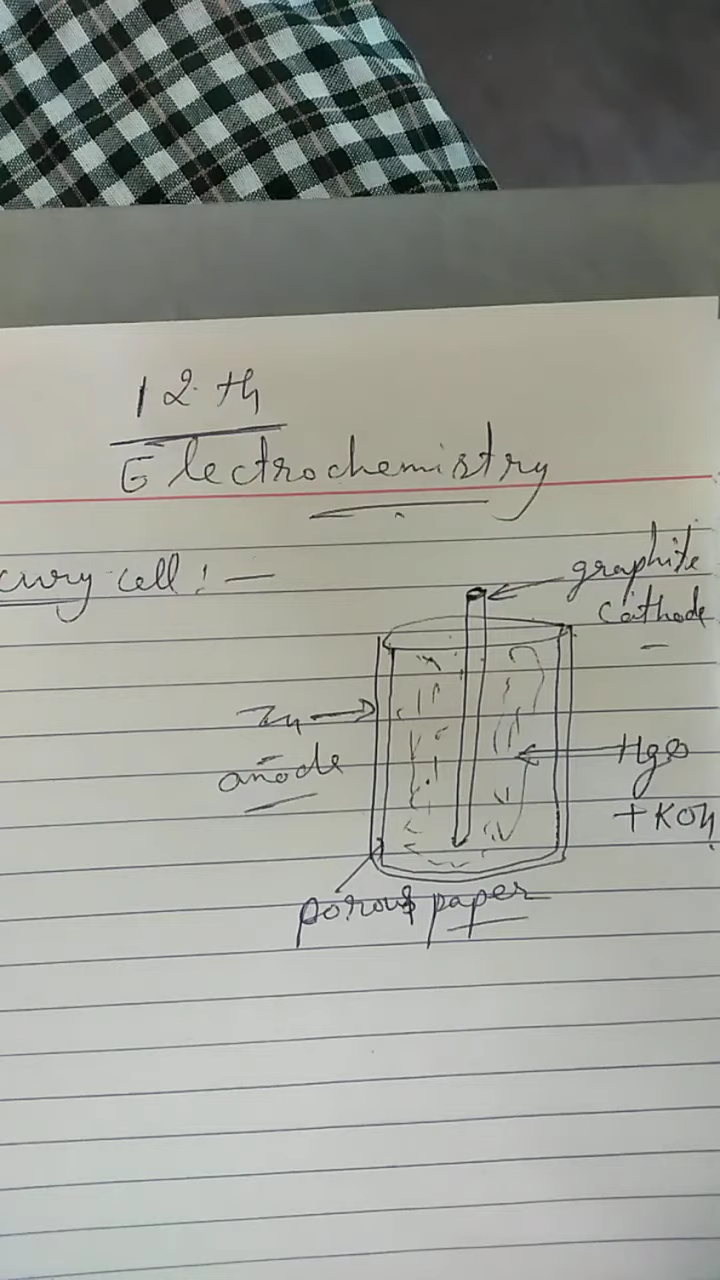 12th
Electrochemistry
cury cell! —
graphite
cathode
Zn
anode
HgO
+ KOH
porous paper